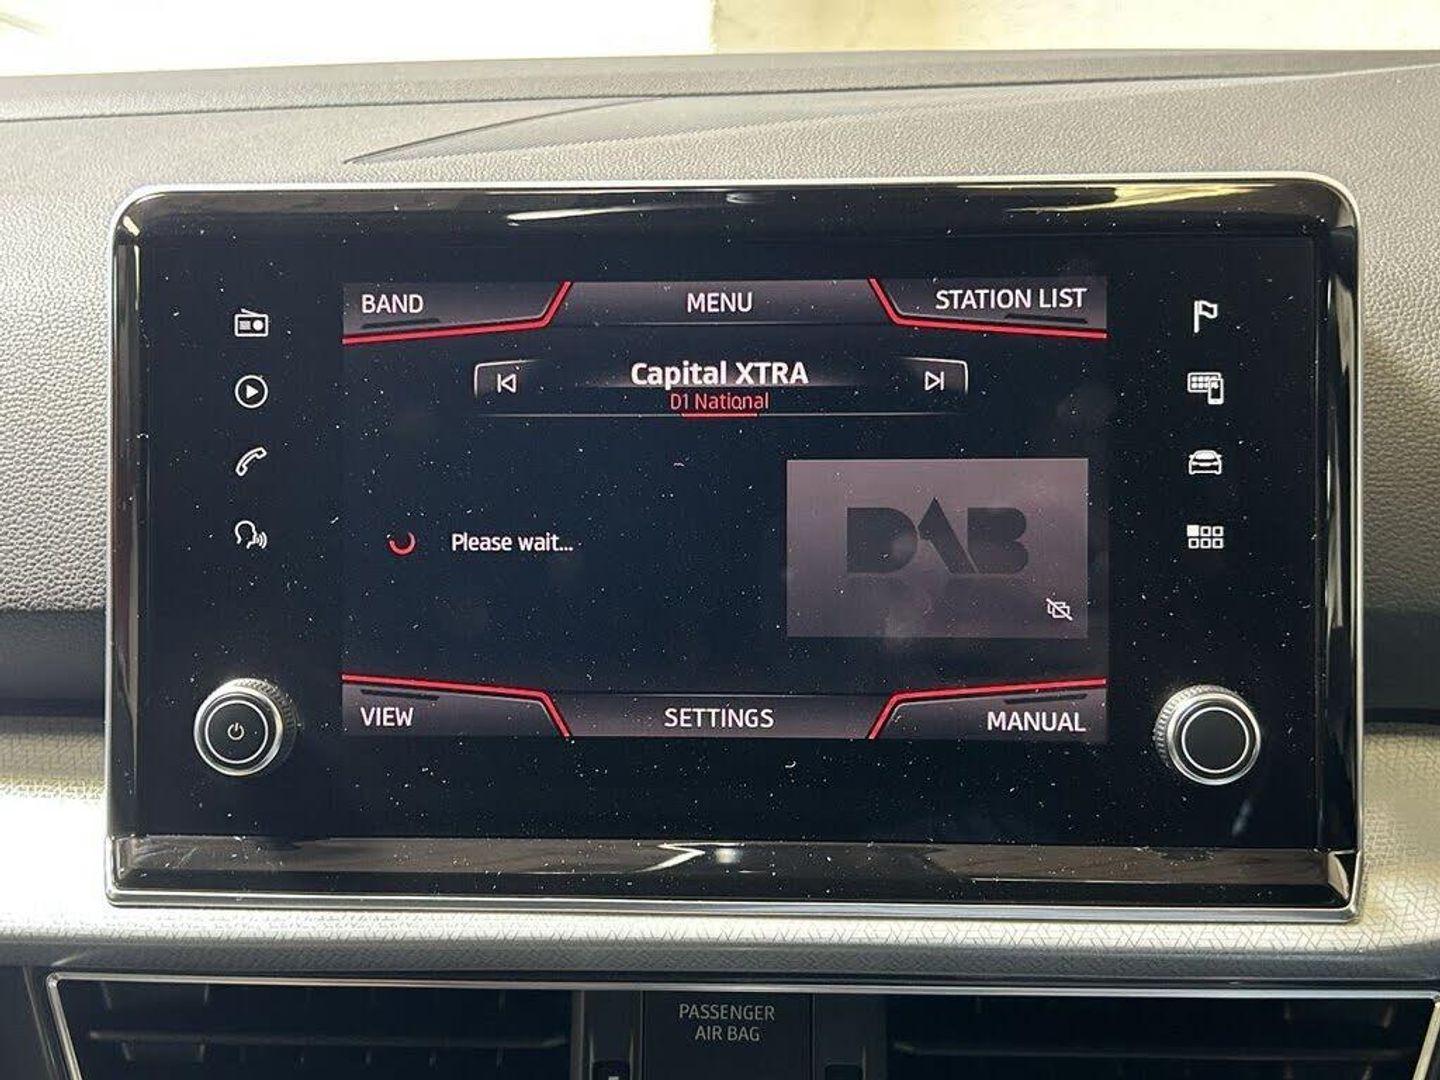 BAND
MENU
STATION LIST
Capital XTRA
D1 National
Please wait...
DAB
VIEW
SETTINGS
MANUAL
PASSENGER
AIR BAG